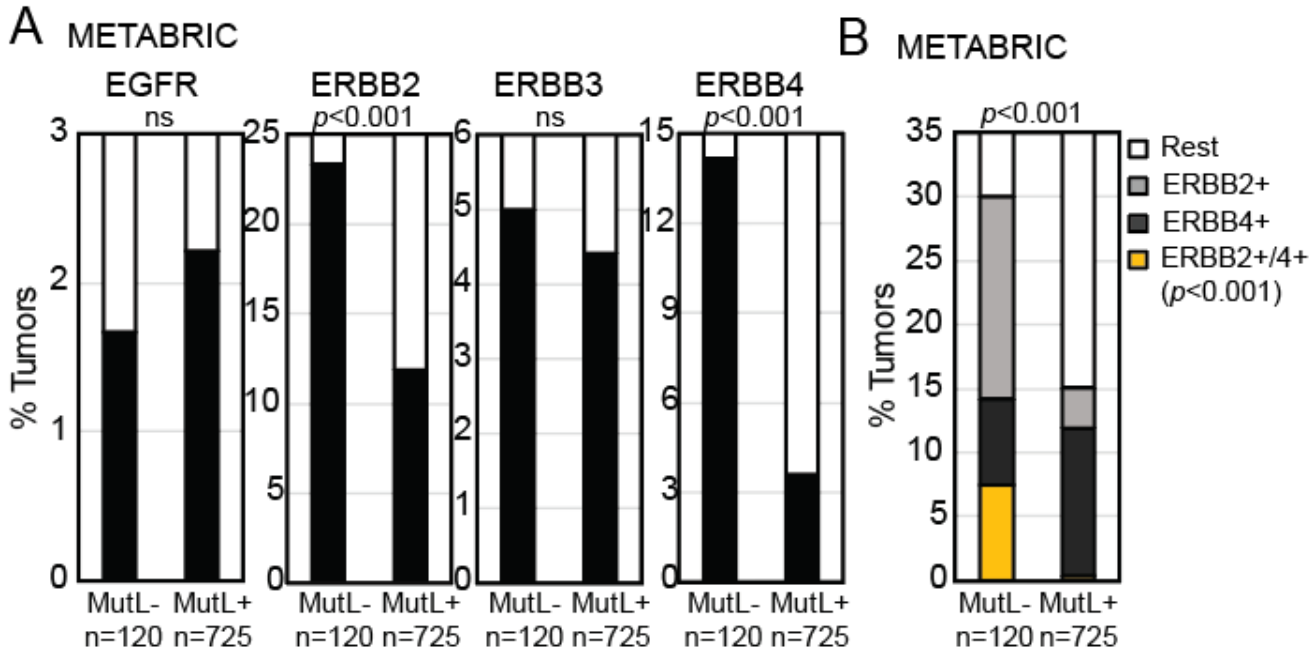 A METABRIC
EGFR
ns
ERBB2
p<0.001
ERBB3
ns
ERBB4
p<0.001
% Tumors
3
2
1
0
25
20
15
10
5
0
6
5
4
3
2
1
0
15
12
9
6
3
0
MutL- MutL+
n=120 n=725
MutL- MutL+
n=120 n=725
MutL- MutL+
n=120 n=725
MutL- MutL+
n=120 n=725
B METABRIC
p<0.001
% Tumors
35
30
25
20
15
10
5
0
MutL- MutL+
n=120 n=725
Rest
ERBB2+
ERBB4+
ERBB2+/4+
(p<0.001)